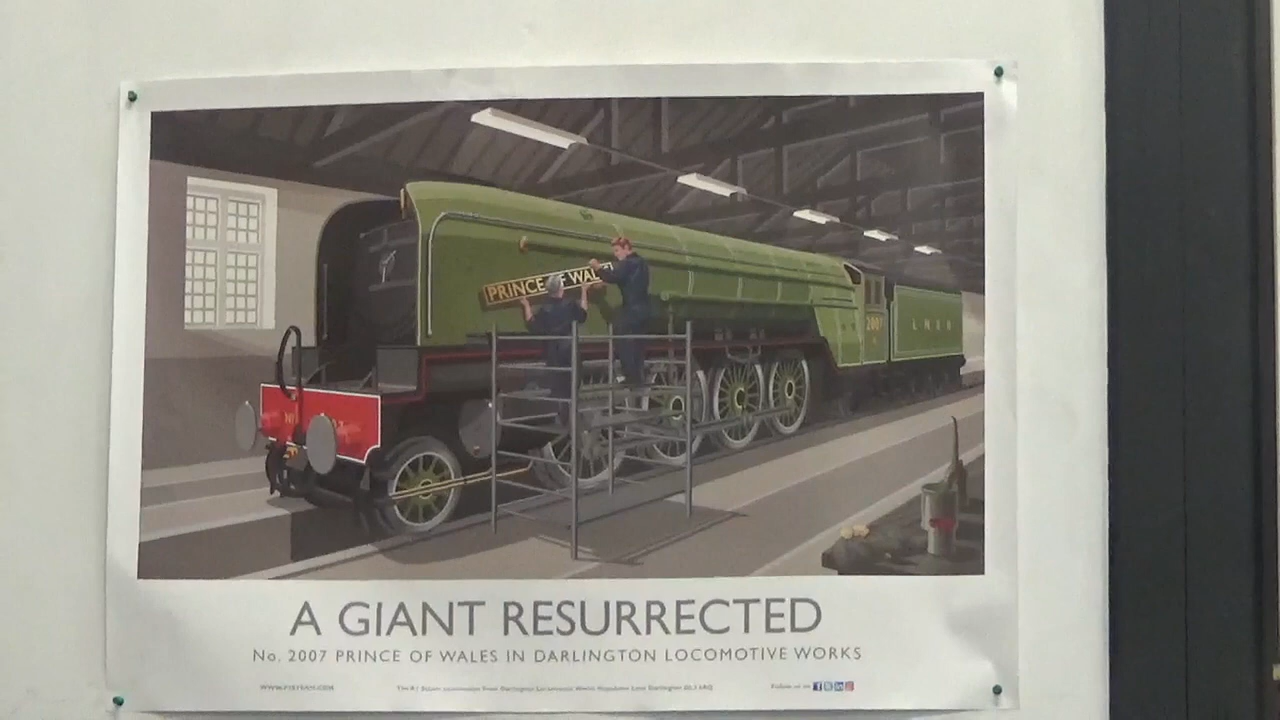 PRINCE OF WAL
2007
L N E R
A GIANT RESURRECTED
No. 2007 PRINCE OF WALES IN DARLINGTON LOCOMOTIVE WORKS
WWW.P2STEAM.COM
Follow us on